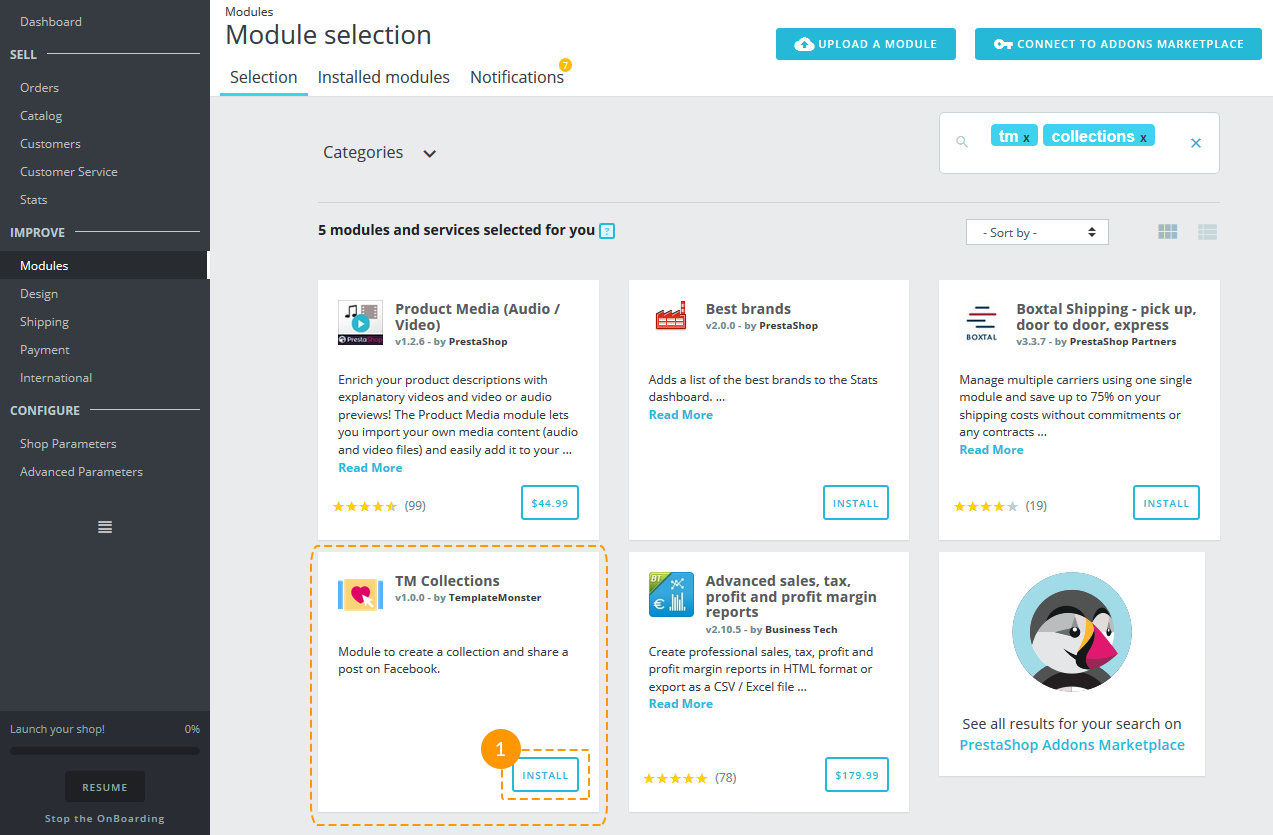 Dashboard
SELL
Orders
Catalog
Customers
Customer Service
Stats
IMPROVE
Modules
Design
Shipping
Payment
International
CONFIGURE
Shop Parameters
Advanced Parameters
Launch your shop! 0%
RESUME
Stop the OnBoarding
Modules
Module selection
UPLOAD A MODULE
CONNECT TO ADDONS MARKETPLACE
Selection Installed modules Notifications 7
Categories
tm x collections x
5 modules and services selected for you ?
- Sort by -
PrestaShop
Product Media (Audio /
Video)
v1.2.6 - by PrestaShop
Enrich your product descriptions with
explanatory videos and video or audio
previews! The Product Media module lets
you import your own media content (audio
and video files) and easily add it to your ...
Read More
(99)
$44.99
Best brands
v2.0.0 - by PrestaShop
Adds a list of the best brands to the Stats
dashboard. ...
Read More
INSTALL
BOXTAL
Boxtal Shipping - pick up,
door to door, express
v3.3.7 - by PrestaShop Partners
Manage multiple carriers using one single
module and save up to 75% on your
shipping costs without commitments or
any contracts ...
Read More
(19)
INSTALL
TM Collections
v1.0.0 - by TemplateMonster
Module to create a collection and share a
post on Facebook.
1
INSTALL
BT
€
Advanced sales, tax,
profit and profit margin
reports
v2.10.5 - by Business Tech
Create professional sales, tax, profit and
profit margin reports in HTML format or
export as a CSV / Excel file ...
Read More
(78)
$179.99
See all results for your search on
PrestaShop Addons Marketplace